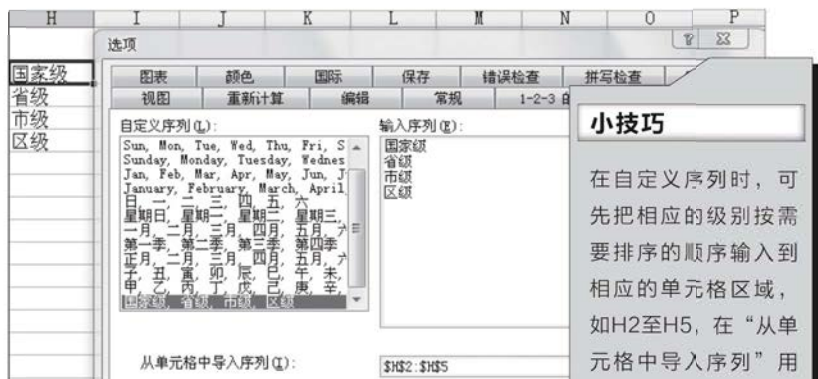 H I J K L M N O P
选项
国家级
省级
市级
区级
图表 颜色 国际 保存 错误检查 拼写检查
视图 重新计算 编辑 常规 1-2-3 的
自定义序列(L): 输入序列(E):
Sun, Mon, Tue, Wed, Thu, Fri, S
Sunday, Monday, Tuesday, Wednes
Jan, Feb, Mar, Apr, May, Jun, J
January, February, March, April
日, 一, 二, 三, 四, 五, 六
星期日, 星期一, 星期二, 星期三,
一月, 二月, 三月, 四月, 五月, 六
第一季, 第二季, 第三季, 第四季
正月, 二月, 三月, 四月, 五月, 六
子, 丑, 寅, 卯, 辰, 巳, 午, 未,
甲, 乙, 丙, 丁, 戊, 己, 庚, 辛,
国家级, 省级, 市级, 区级
国家级
省级
市级
区级
从单元格中导入序列(I): $H$2:$H$5
小技巧
在自定义序列时，可
先把相应的级别按需
要排序的顺序输入到
相应的单元格区域，
如H2至H5，在“从单
元格中导入序列”用